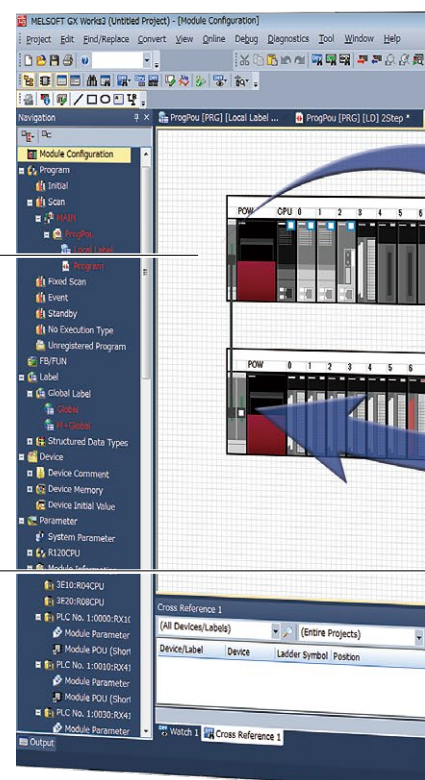 MELSOFT GX Works3 (Untitled Project) - [Module Configuration]
Project Edit Find/Replace Convert View Online Debug Diagnostics Tool Window Help
Navigation
ProgPou [PRG] [Local Label ...
ProgPou [PRG] [LD] 2Step *
Module Configuration
Program
Initial
Scan
MAIN
ProgPou
Local Label
Program
Fixed Scan
Event
Standby
No Execution Type
Unregistered Program
FB/FUN
Label
Global Label
Global
M+Global
Structured Data Types
Device
Device Comment
Device Memory
Device Initial Value
Parameter
System Parameter
R120CPU
Module Information
3E10:R04CPU
3E20:R08CPU
PLC No. 1:0000:RX10
Module Parameter
Module POU (Short
PLC No. 1:0010:RX41
Module Parameter
Module POU (Short
PLC No. 1:0030:RX41
Module Parameter
POW CPU 0 1 2 3 4 5 6
POW 0 1 2 3 4 5 6
Cross Reference 1
(All Devices/Labels) (Entire Projects)
Device/Label Device Ladder Symbol Position
Watch 1 Cross Reference 1
Output